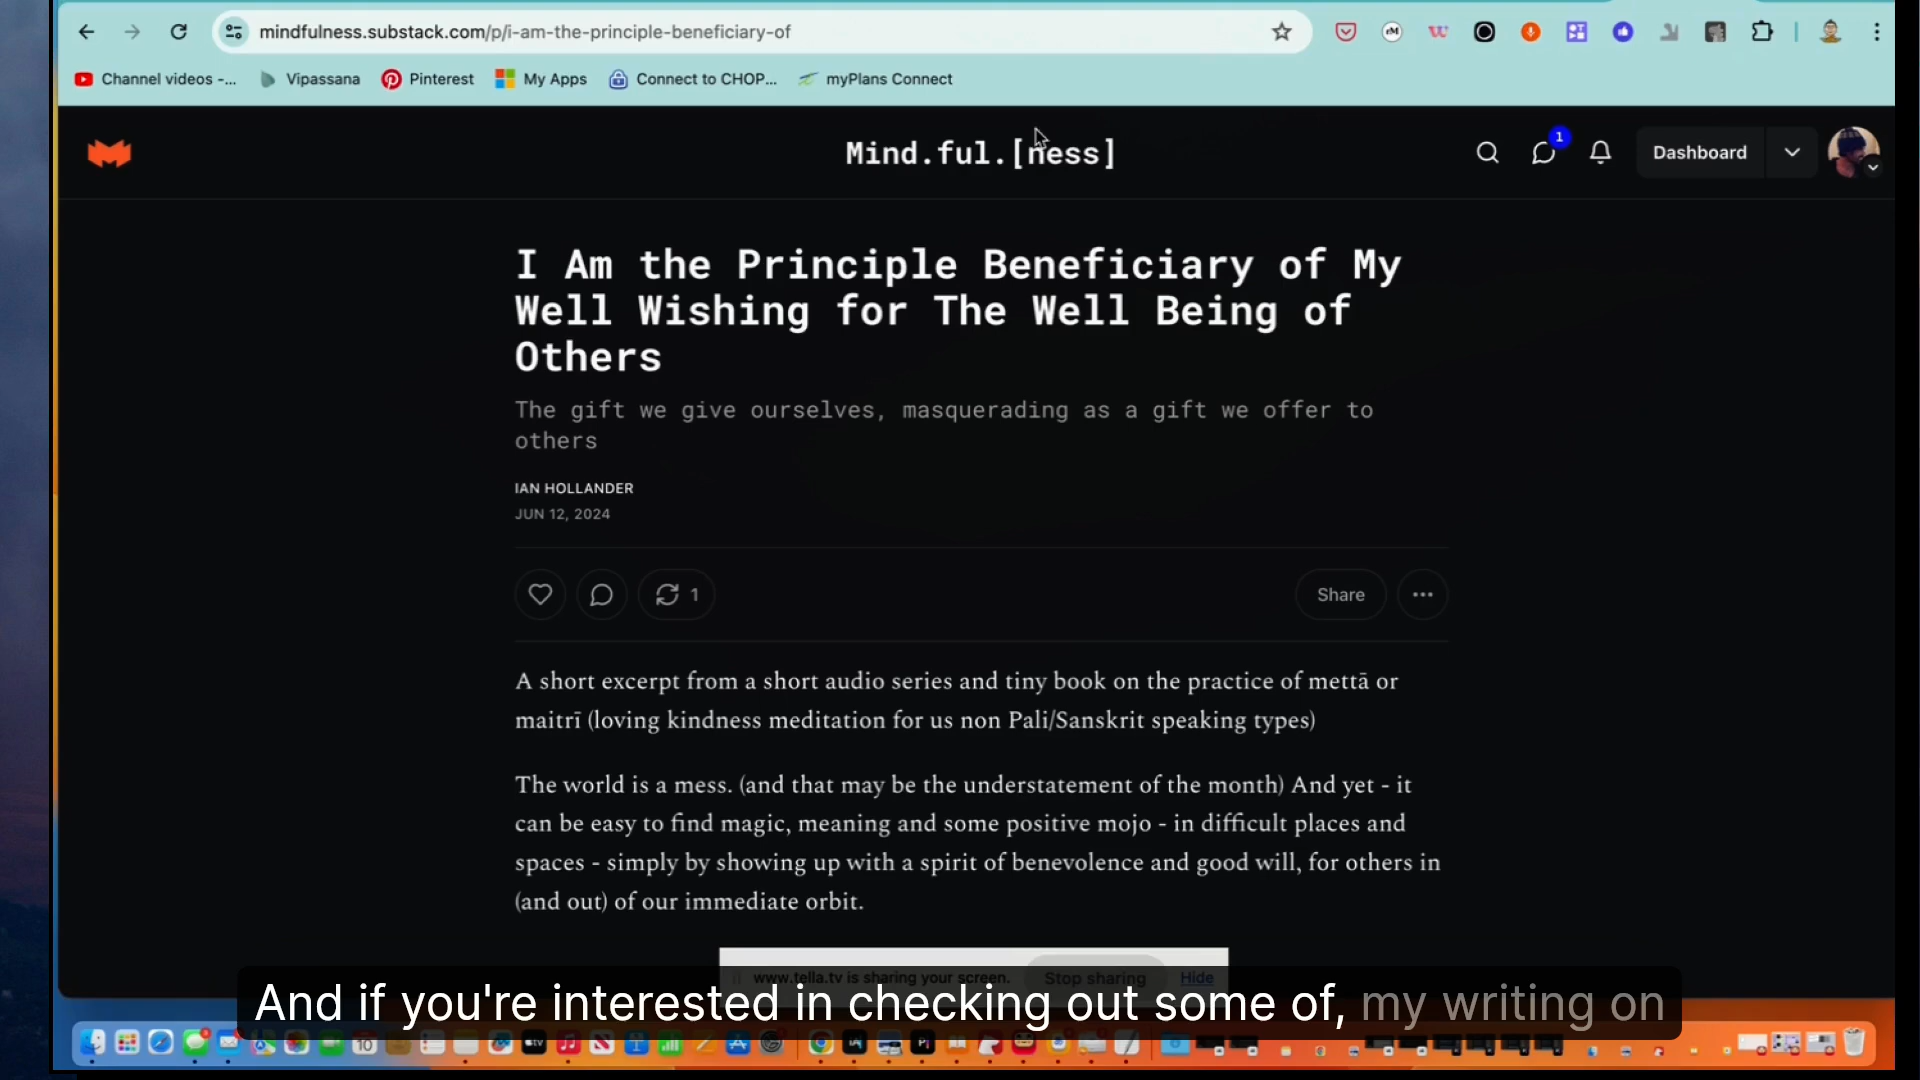 mindfulness.substack.com/p/i-am-the-principle-beneficiary-of
Channel videos -... Vipassana Pinterest My Apps Connect to CHOP... myPlans Connect
Mind.ful.[ness]
1
Dashboard
I Am the Principle Beneficiary of My
Well Wishing for The Well Being of
Others
The gift we give ourselves, masquerading as a gift we offer to
others
IAN HOLLANDER
JUN 12, 2024
1
Share
A short excerpt from a short audio series and tiny book on the practice of mettā or
maitrī (loving kindness meditation for us non Pali/Sanskrit speaking types)
The world is a mess. (and that may be the understatement of the month) And yet - it
can be easy to find magic, meaning and some positive mojo - in difficult places and
spaces - simply by showing up with a spirit of benevolence and good will, for others in
(and out) of our immediate orbit.
www.tella.tv is sharing your screen. Stop sharing Hide
And if you're interested in checking out some of, my writing on
10